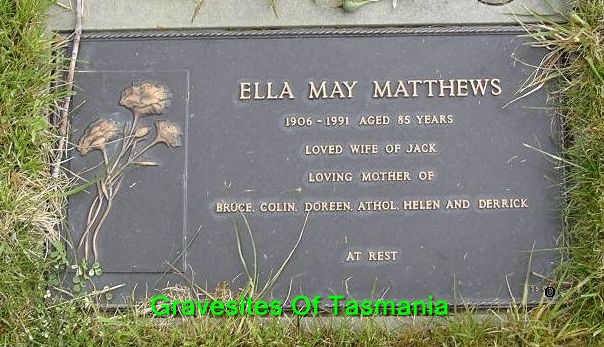 ELLA MAY MATTHEWS
1906 - 1991 AGED 85 YEARS
LOVED WIFE OF JACK
LOVING MOTHER OF
BRUCE, COLIN, DOREEN, ATHOL, HELEN AND DERRICK
AT REST
Gravesites Of Tasmania